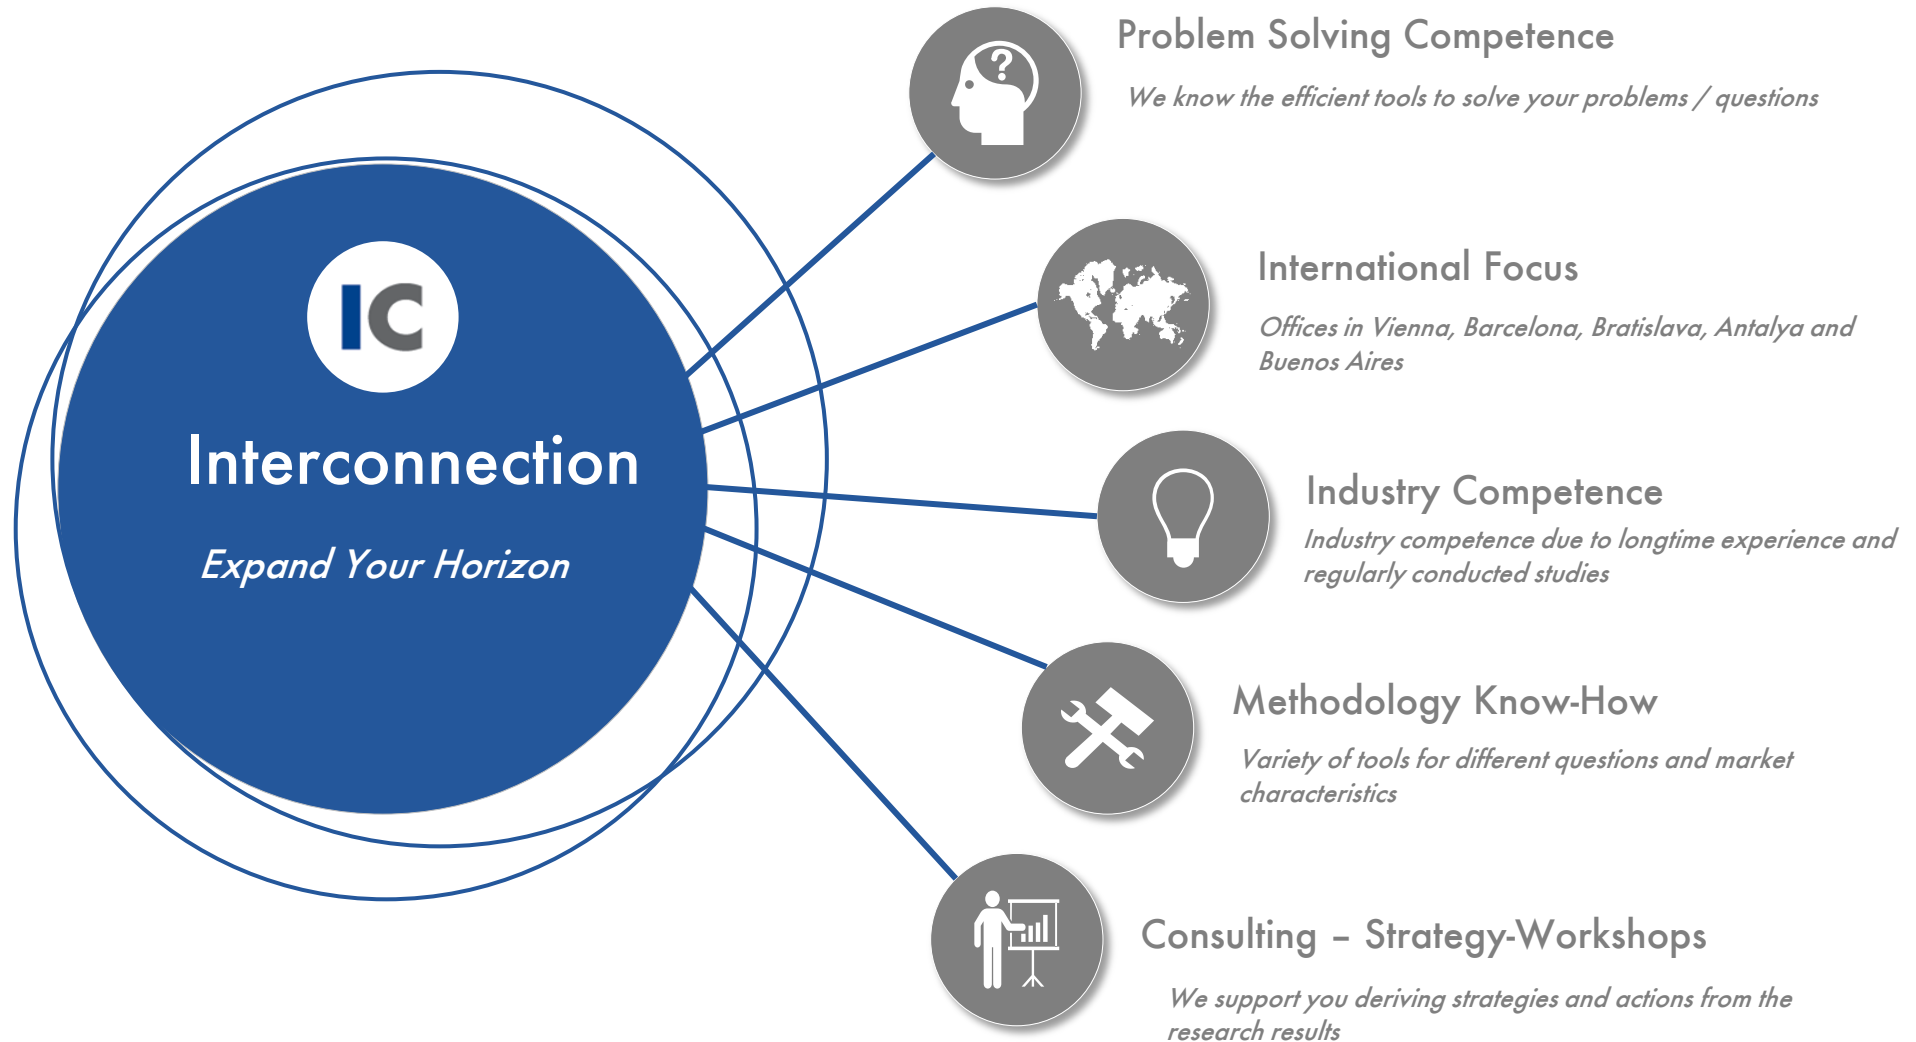 IC
Interconnection
Expand Your Horizon
Problem Solving Competence
We know the efficient tools to solve your problems / questions
?
International Focus
Offices in Vienna, Barcelona, Bratislava, Antalya and
Buenos Aires
Industry Competence
Industry competence due to longtime experience and
regularly conducted studies
Methodology Know-How
Variety of tools for different questions and market
characteristics
Consulting – Strategy-Workshops
We support you deriving strategies and actions from the
research results